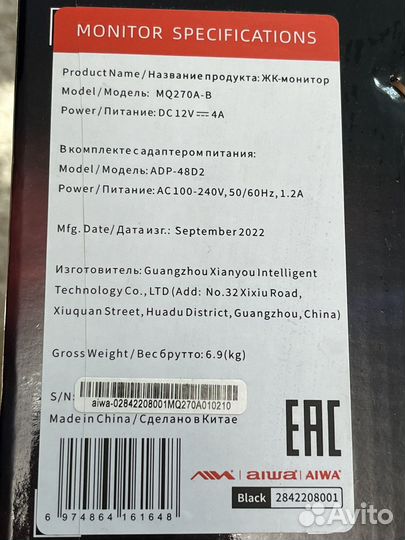 MONITOR SPECIFICATIONS
Product Name / Название продукта: ЖК-монитор
Model / Модель: MQ270A-B
Power / Питание: DC 12V ⎓ 4A
В комплекте с адаптером питания:
Model / Модель: ADP-48D2
Power / Питание: AC 100-240V, 50/60Hz, 1.2A
Mfg. Date/ Дата изг.: September 2022
Изготовитель: Guangzhou Xianyou Intelligent
Technology Co., LTD (Add: No.32 Xixiu Road,
Xiuquan Street, Huadu District, Guangzhou, China)
Gross Weight / Вес брутто: 6.9(kg)
S/N:
aiwa-02842208001MQ270A010210
Made in China / Сделано в Китае
EAC
aiwa | AIWA
Black 2842208001
6 974864 161648
Avito